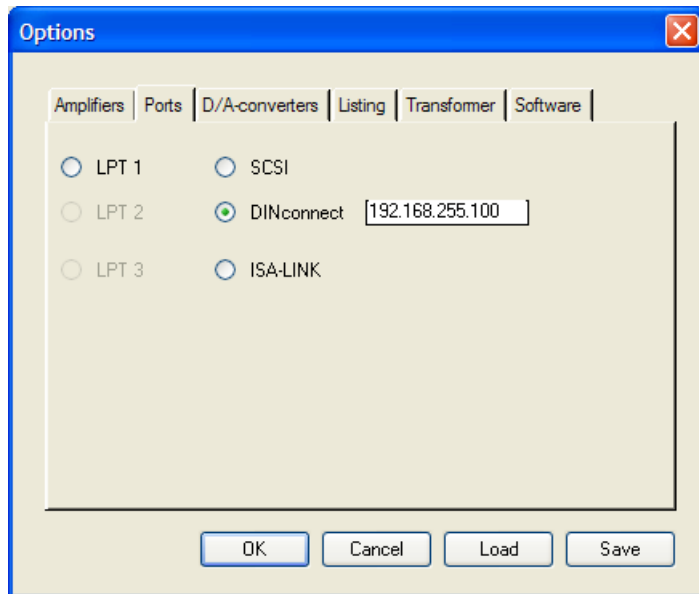 Options
Amplifiers Ports D/A-converters Listing Transformer Software
LPT 1 SCSI
LPT 2 DINconnect 192.168.255.100
LPT 3 ISA-LINK
OK Cancel Load Save